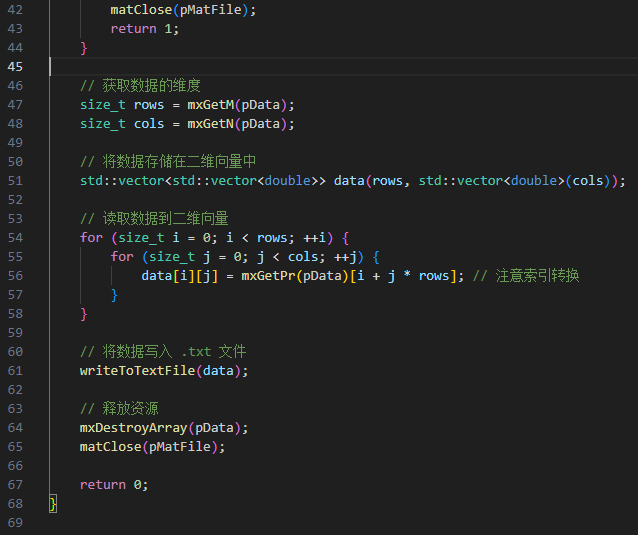 42 matClose(pMatFile);
43 return 1;
44 }
45
46 // 获取数据的维度
47 size_t rows = mxGetM(pData);
48 size_t cols = mxGetN(pData);
49
50 // 将数据存储在二维向量中
51 std::vector<std::vector<double>> data(rows, std::vector<double>(cols));
52
53 // 读取数据到二维向量
54 for (size_t i = 0; i < rows; ++i) {
55 for (size_t j = 0; j < cols; ++j) {
56 data[i][j] = mxGetPr(pData)[i + j * rows]; // 注意索引转换
57 }
58 }
59
60 // 将数据写入 .txt 文件
61 writeToTextFile(data);
62
63 // 释放资源
64 mxDestroyArray(pData);
65 matClose(pMatFile);
66
67 return 0;
68 }
69